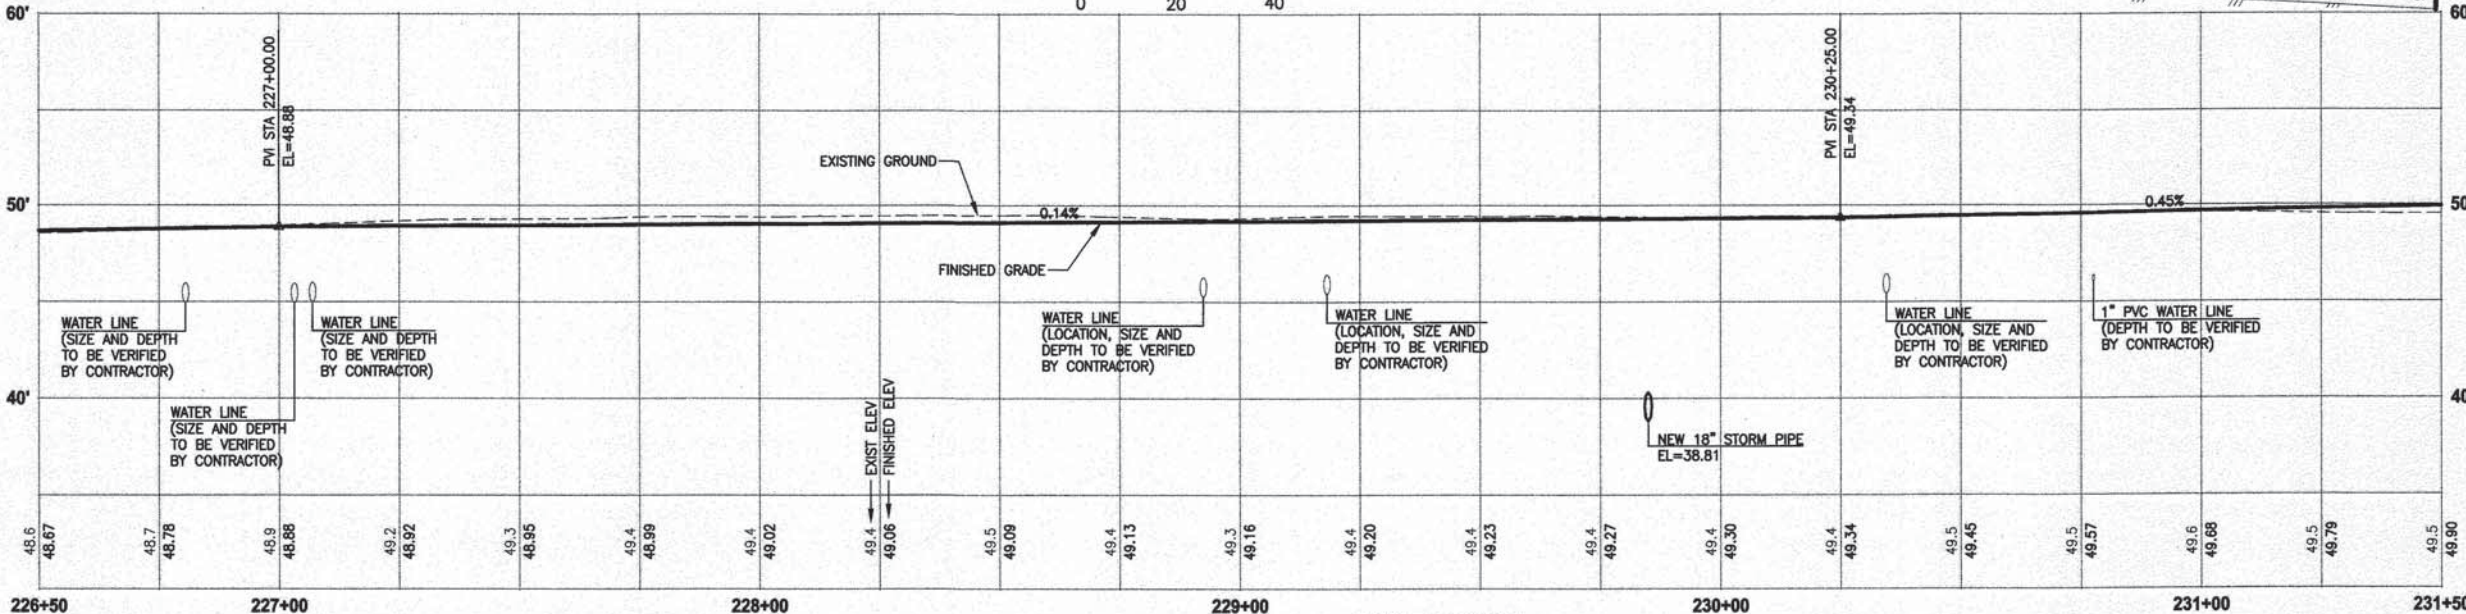 0 20 40
60'
60
PVI STA 227+00.00
EL=48.88
PVI STA 230+25.00
EL=49.34
EXISTING GROUND
50'
0.14%
0.45%
50
FINISHED GRADE
WATER LINE
(SIZE AND DEPTH
TO BE VERIFIED
BY CONTRACTOR)
WATER LINE
(SIZE AND DEPTH
TO BE VERIFIED
BY CONTRACTOR)
WATER LINE
(SIZE AND DEPTH
TO BE VERIFIED
BY CONTRACTOR)
WATER LINE
(LOCATION, SIZE AND
DEPTH TO BE VERIFIED
BY CONTRACTOR)
WATER LINE
(LOCATION, SIZE AND
DEPTH TO BE VERIFIED
BY CONTRACTOR)
WATER LINE
(LOCATION, SIZE AND
DEPTH TO BE VERIFIED
BY CONTRACTOR)
1" PVC WATER LINE
(DEPTH TO BE VERIFIED
BY CONTRACTOR)
40'
40
EXIST ELEV
FINISHED ELEV
NEW 18" STORM PIPE
EL=38.81
48.6
48.67
48.7
48.78
48.9
48.88
49.2
48.92
49.3
48.95
49.4
48.99
49.4
49.02
49.4
49.06
49.5
49.09
49.4
49.13
49.3
49.16
49.4
49.20
49.4
49.23
49.4
49.27
49.4
49.30
49.4
49.34
49.5
49.45
49.5
49.57
49.6
49.68
49.5
49.79
49.5
49.90
226+50 227+00 228+00 229+00 230+00 231+00 231+50